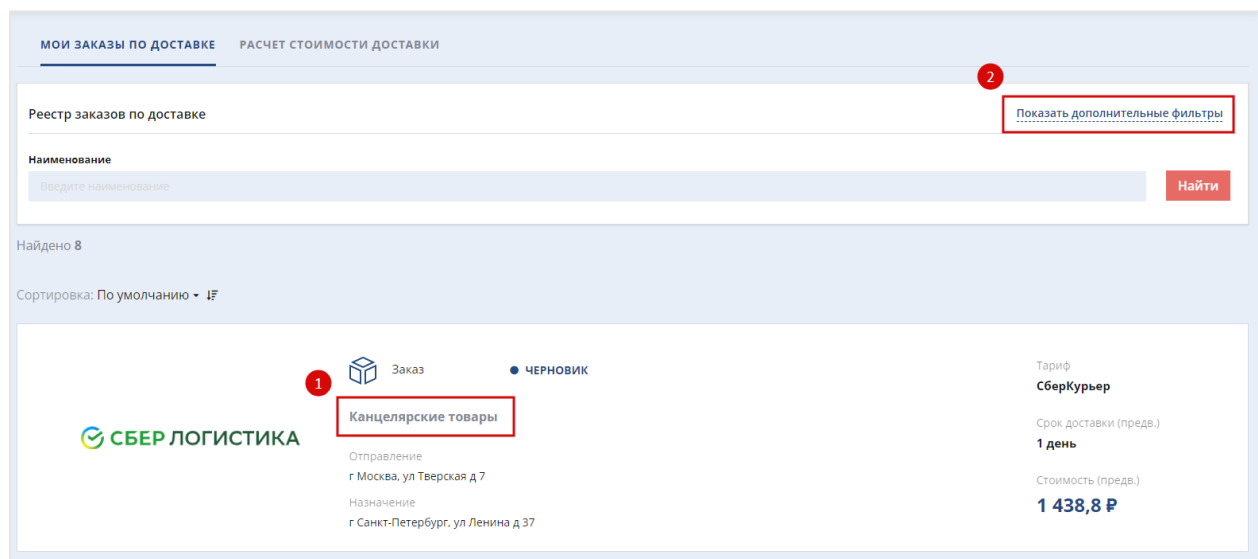 МОИ ЗАКАЗЫ ПО ДОСТАВКЕ РАСЧЕТ СТОИМОСТИ ДОСТАВКИ
2
Реестр заказов по доставке Показать дополнительные фильтры
Наименование
Введите наименование Найти
Найдено 8
Сортировка: По умолчанию
1
Заказ ЧЕРНОВИК
Канцелярские товары
СБЕР ЛОГИСТИКА
Отправление
г Москва, ул Тверская д 7
Назначение
г Санкт-Петербург, ул Ленина д 37
Тариф
СберКурьер
Срок доставки (предв.)
1 день
Стоимость (предв.)
1 438,8 ₽